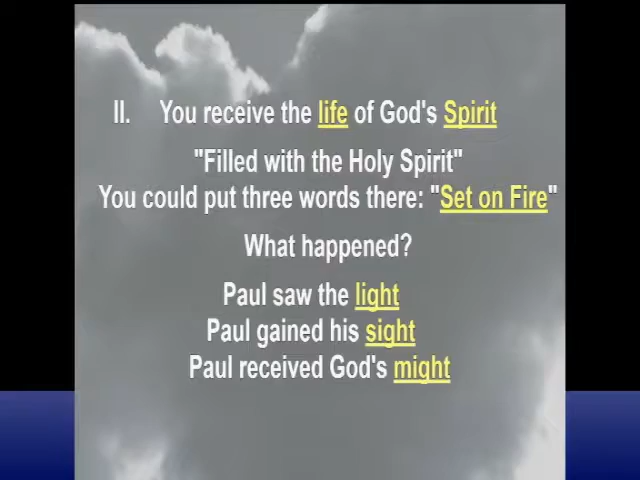 II. You receive the life of God's Spirit
"Filled with the Holy Spirit"
You could put three words there: "Set on Fire"
What happened?
Paul saw the light
Paul gained his sight
Paul received God's might